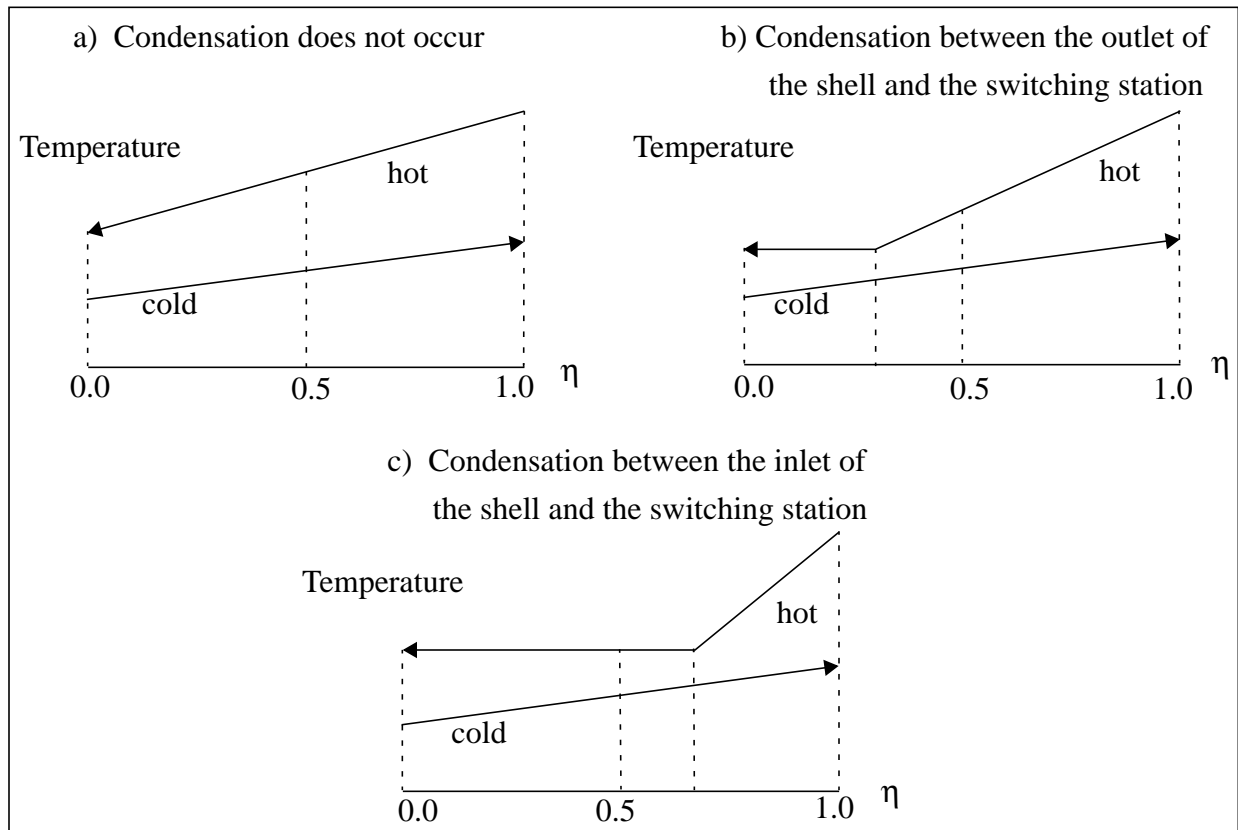 a) Condensation does not occur
Temperature
hot
cold
0.0 0.5 1.0 η
b) Condensation between the outlet of
the shell and the switching station
Temperature
hot
cold
0.0 0.5 1.0 η
c) Condensation between the inlet of
the shell and the switching station
Temperature
hot
cold
0.0 0.5 1.0 η